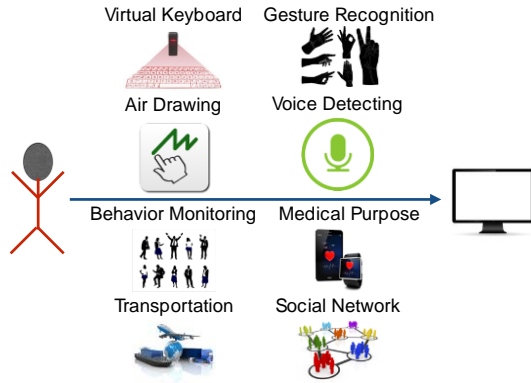 Virtual Keyboard
Gesture Recognition
Air Drawing
Voice Detecting
Behavior Monitoring
Medical Purpose
Transportation
Social Network